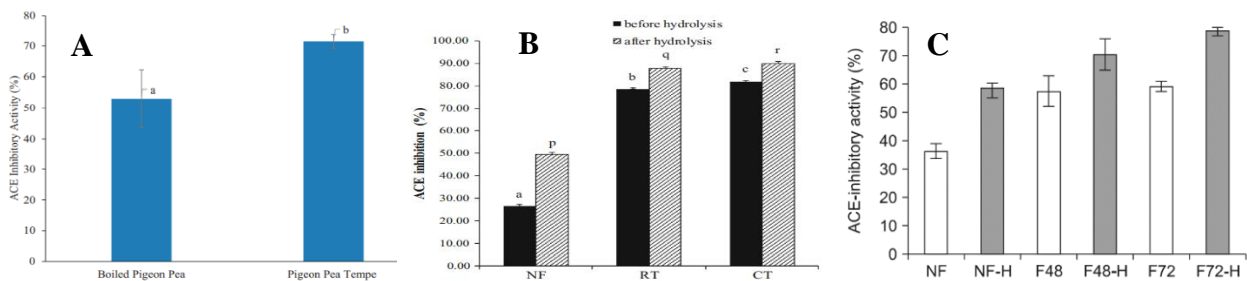 A
ACE Inhibitory Activity (%)
80
70
60
50
40
30
20
10
0
a
b
Boiled Pigeon Pea
Pigeon Pea Tempe
B
before hydrolysis
after hydrolysis
ACE inhibition (%)
100.00
90.00
80.00
70.00
60.00
50.00
40.00
30.00
20.00
10.00
0.00
a
p
b
q
c
r
NF RT CT
C
ACE-inhibitory activity (%)
80
70
60
50
40
30
20
10
0
NF NF-H F48 F48-H F72 F72-H